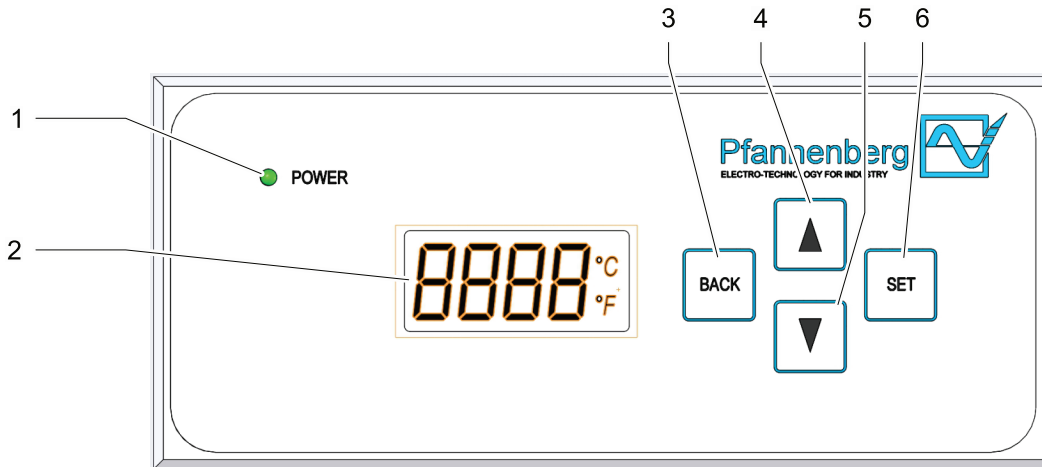 3 4 5 6
1
POWER
Pfannenberg
ELECTRO-TECHNOLOGY FOR INDUSTRY
2
8888 °C
°F
BACK
SET